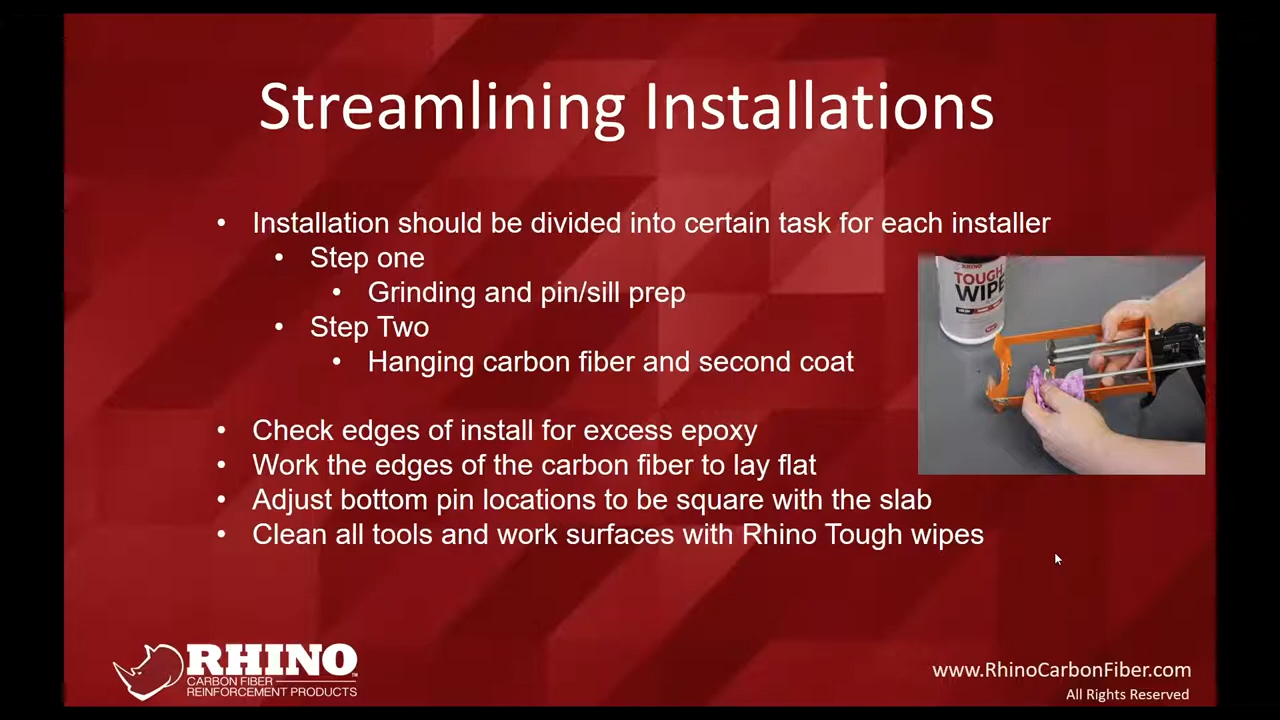 Streamlining Installations
• Installation should be divided into certain task for each installer
• Step one
• Grinding and pin/sill prep
• Step Two
• Hanging carbon fiber and second coat
• Check edges of install for excess epoxy
• Work the edges of the carbon fiber to lay flat
• Adjust bottom pin locations to be square with the slab
• Clean all tools and work surfaces with Rhino Tough wipes
RHINO
TOUGH
WIPE
RHINO
CARBON FIBER
REINFORCEMENT PRODUCTS
www.RhinoCarbonFiber.com
All Rights Reserved